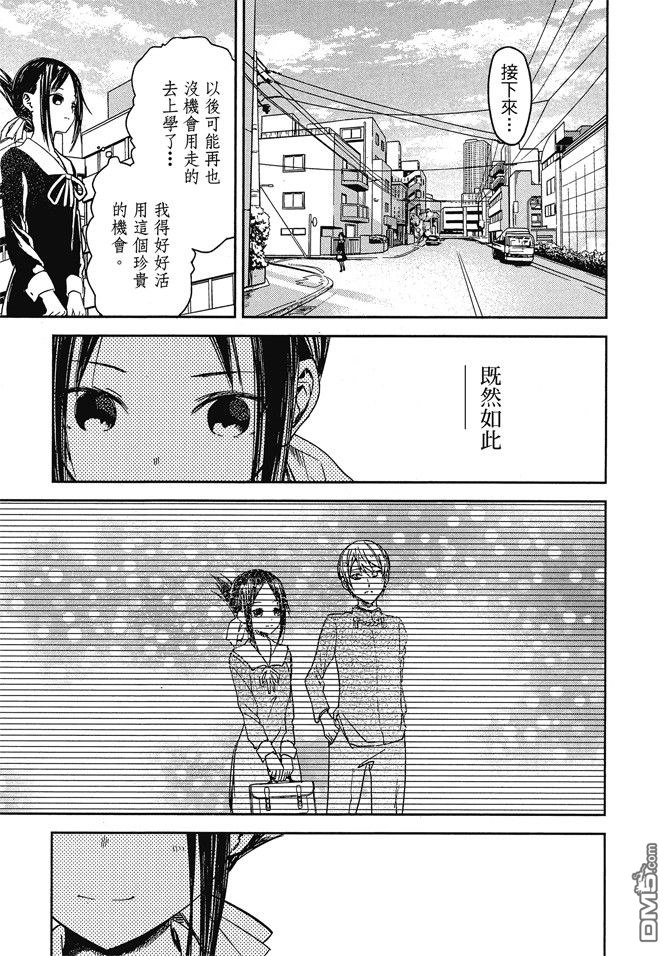 接下來…
以後可能再也
沒機會用走的
去上學了…
我得好好活
用這個珍貴
的機會。
——既然如此——
DM5.com